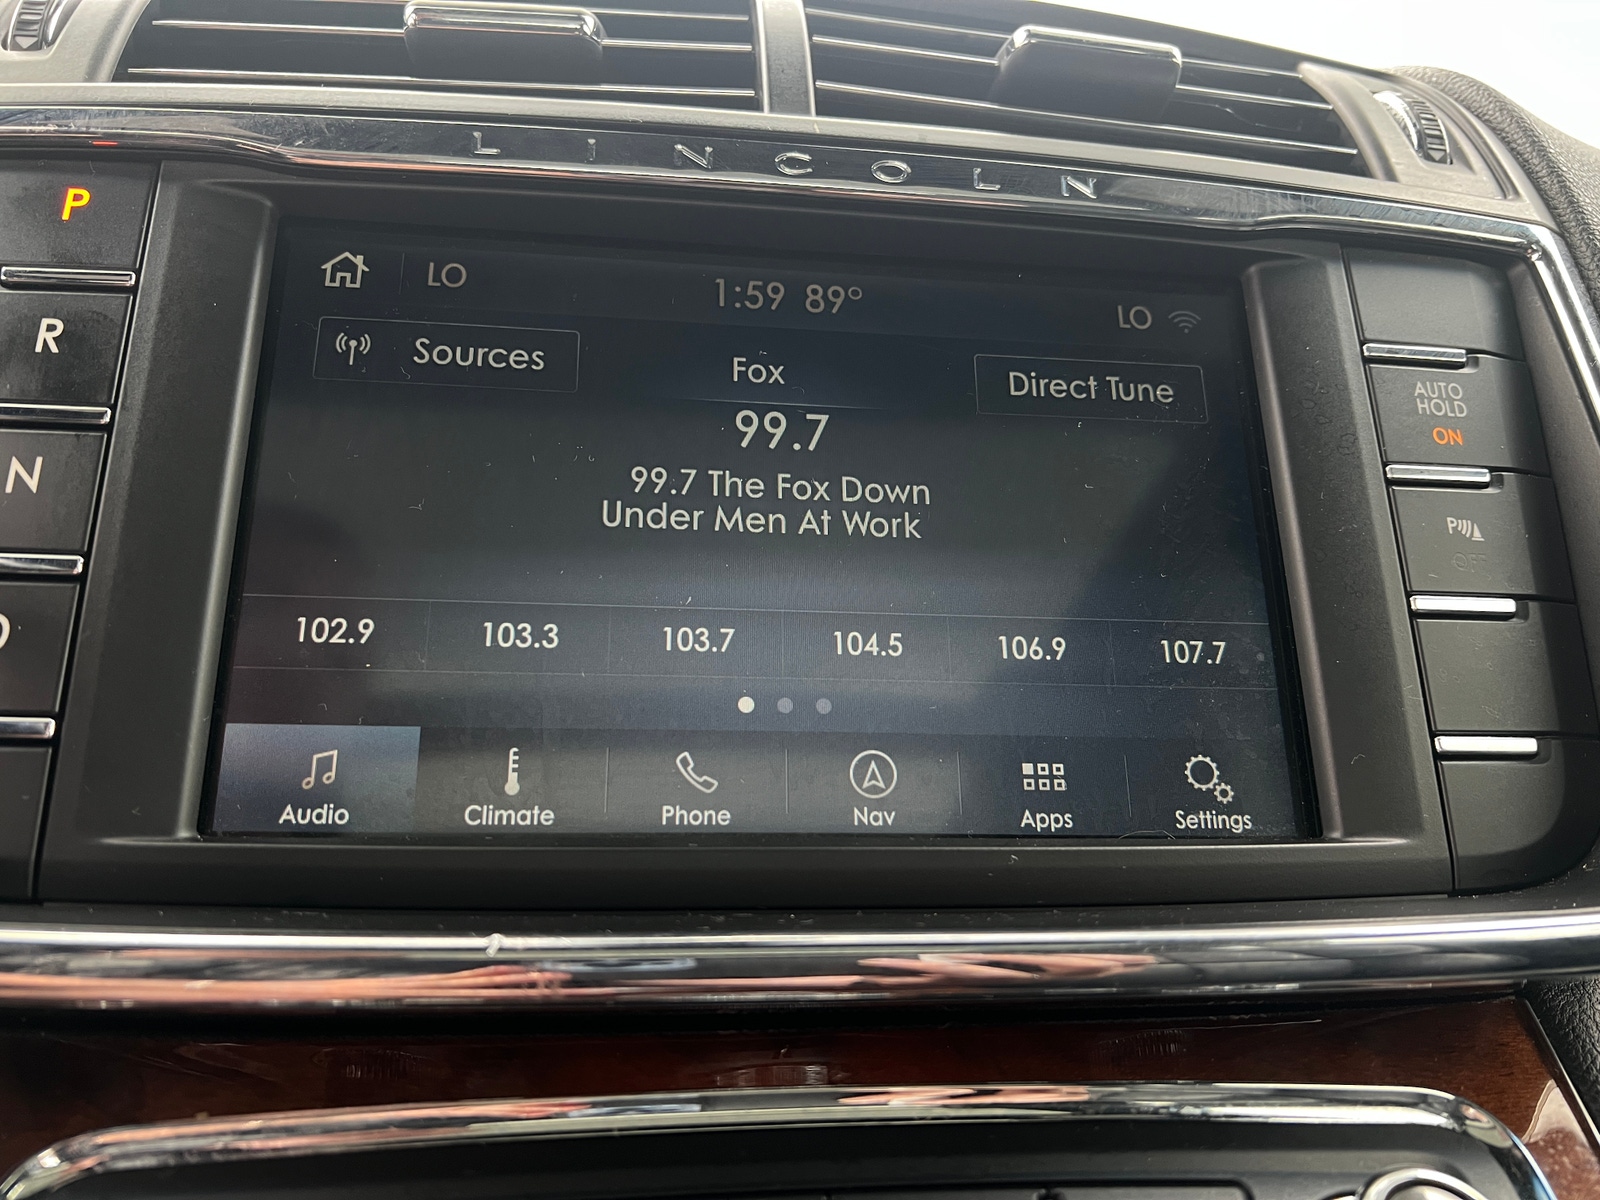 LINCOLN
P
R
N
LO
1:59 89°
LO
Sources
Fox
Direct Tune
99.7
99.7 The Fox Down
Under Men At Work
102.9 103.3 103.7 104.5 106.9 107.7
Audio Climate Phone Nav Apps Settings
AUTO
HOLD
ON
P
OFF